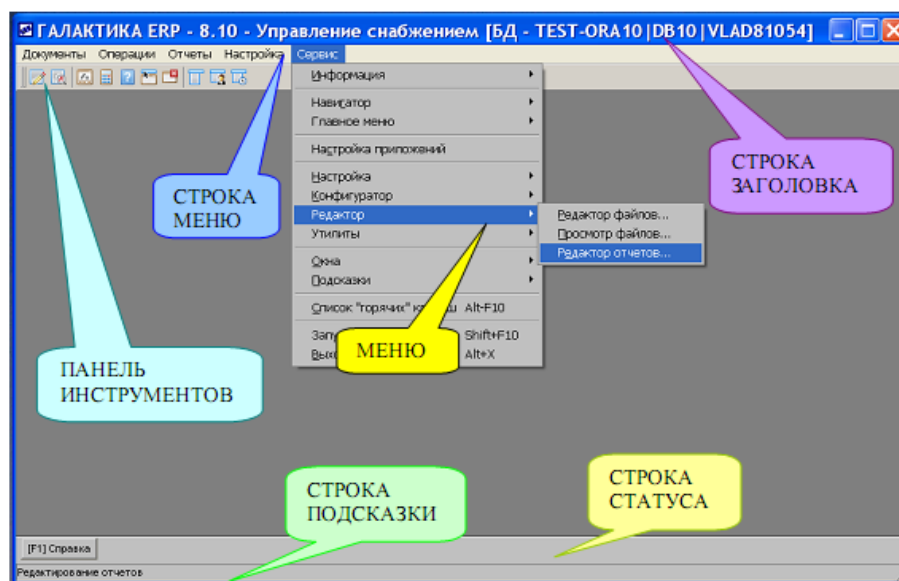 ГАЛАКТИКА ERP - 8.10 - Управление снабжением [БД - TEST-ORA10|DB10|VLAD81054]
Документы Операции Отчеты Настройка Сервис
Информация
Навигатор
Главное меню
Настройка приложений
Настройка
Конфигуратор
Редактор
Утилиты
Окна
Подсказки
Список "горячих" Alt-F10
Shift+F10
Alt+X
Редактор файлов...
Просмотр файлов...
Редактор отчетов...
СТРОКА
МЕНЮ
СТРОКА
ЗАГОЛОВКА
МЕНЮ
ПАНЕЛЬ
ИНСТРУМЕНТОВ
СТРОКА
ПОДСКАЗКИ
СТРОКА
СТАТУСА
[F1] Справка
Редактирование отчетов